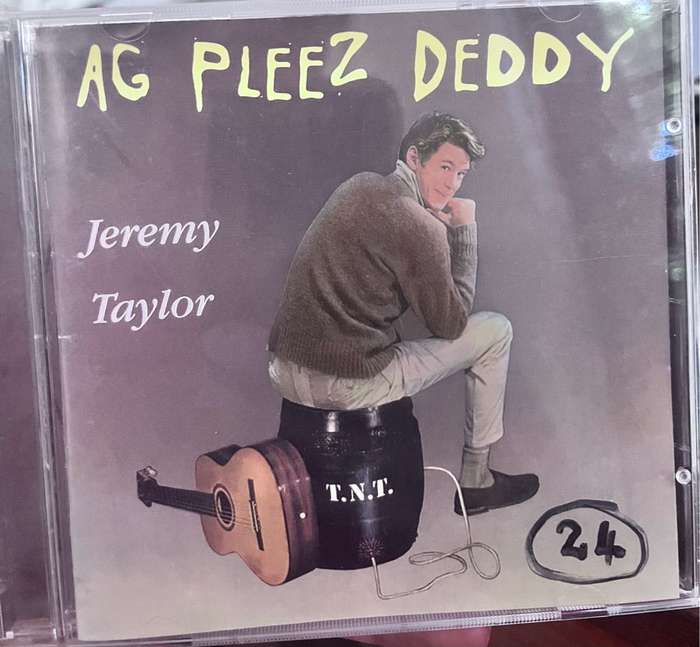 AG PLEEZ DEDDY
Jeremy
Taylor
T.N.T.
24